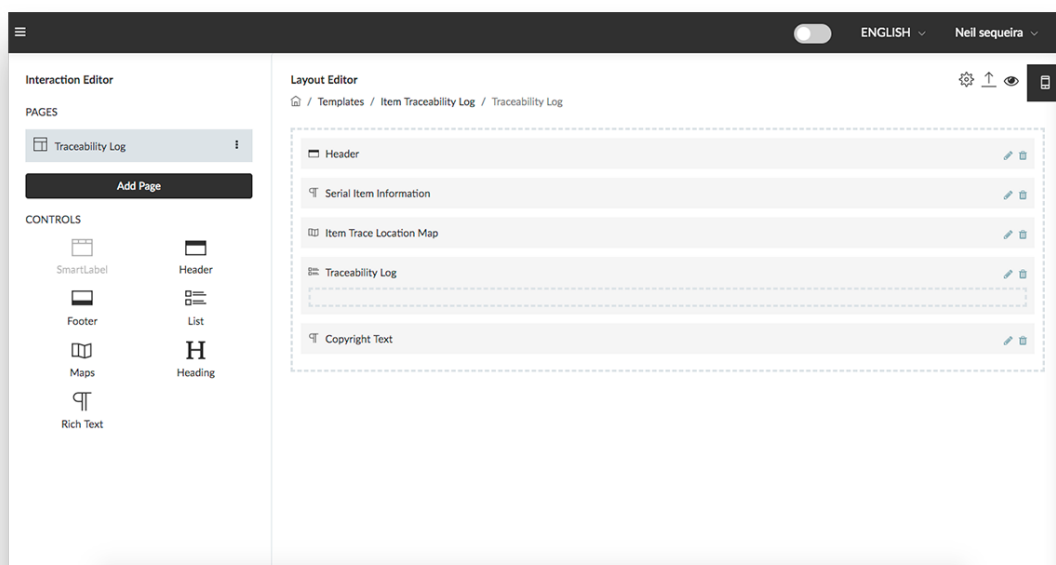 ENGLISH
Neil sequeira
Interaction Editor
PAGES
Traceability Log
Add Page
CONTROLS
SmartLabel
Header
Footer
List
Maps
H
Heading
Rich Text
Layout Editor
/ Templates / Item Traceability Log / Traceability Log
Header
Serial Item Information
Item Trace Location Map
Traceability Log
Copyright Text